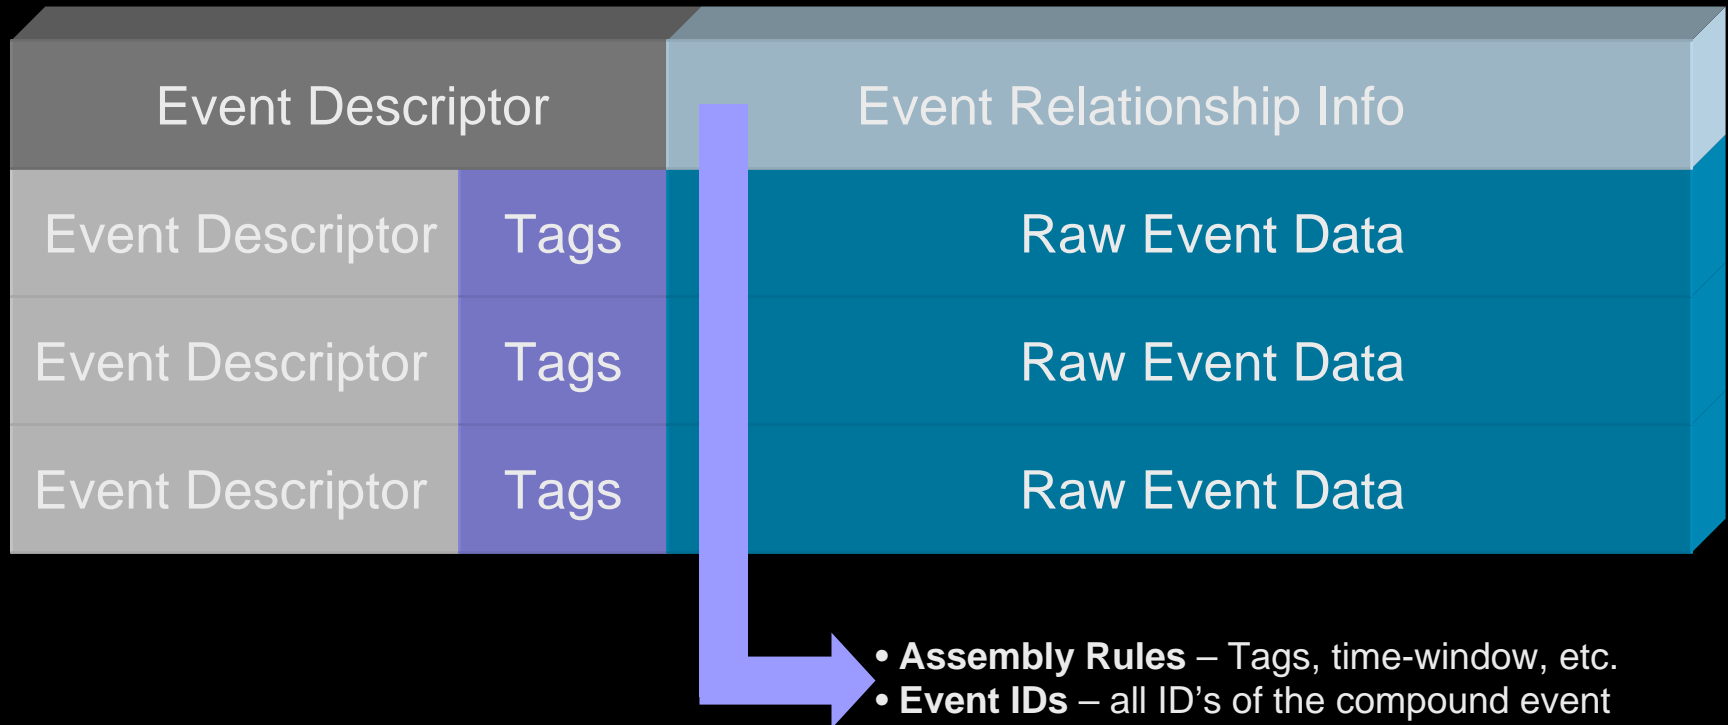 Event Descriptor Event Relationship Info
Event Descriptor Tags Raw Event Data
Event Descriptor Tags Raw Event Data
Event Descriptor Tags Raw Event Data
• Assembly Rules – Tags, time-window, etc.
• Event IDs – all ID's of the compound event